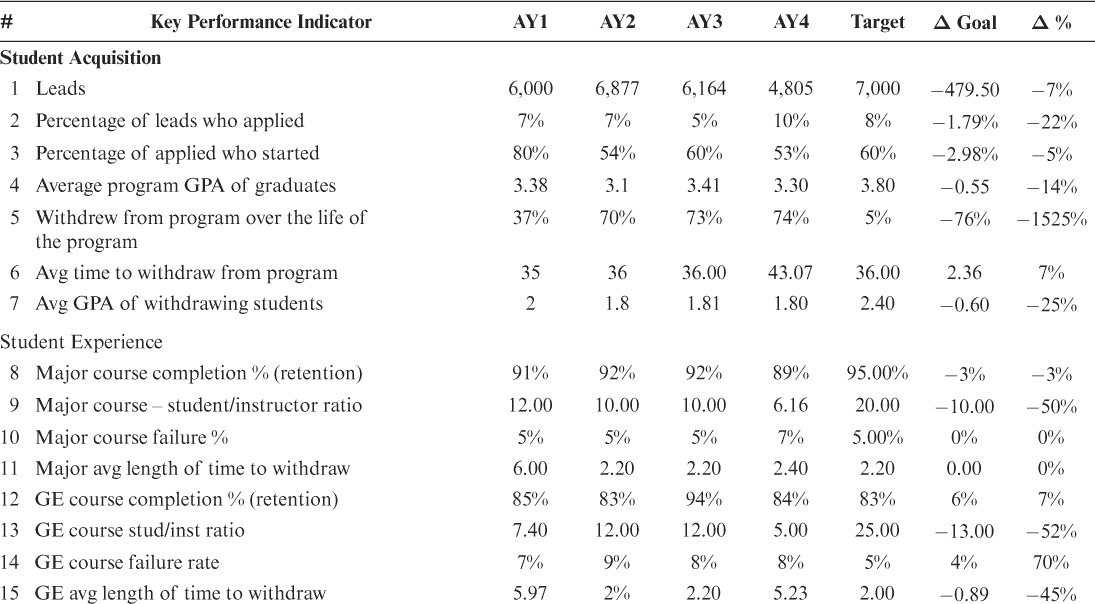 # Key Performance Indicator AY1 AY2 AY3 AY4 Target Δ Goal Δ %
Student Acquisition
1 Leads 6,000 6,877 6,164 4,805 7,000 −479.50 −7%
2 Percentage of leads who applied 7% 7% 5% 10% 8% −1.79% −22%
3 Percentage of applied who started 80% 54% 60% 53% 60% −2.98% −5%
4 Average program GPA of graduates 3.38 3.1 3.41 3.30 3.80 −0.55 −14%
5 Withdrew from program over the life of 37% 70% 73% 74% 5% −76% −1525%
the program
6 Avg time to withdraw from program 35 36 36.00 43.07 36.00 2.36 7%
7 Avg GPA of withdrawing students 2 1.8 1.81 1.80 2.40 −0.60 −25%
Student Experience
8 Major course completion % (retention) 91% 92% 92% 89% 95.00% −3% −3%
9 Major course – student/instructor ratio 12.00 10.00 10.00 6.16 20.00 −10.00 −50%
10 Major course failure % 5% 5% 5% 7% 5.00% 0% 0%
11 Major avg length of time to withdraw 6.00 2.20 2.20 2.40 2.20 0.00 0%
12 GE course completion % (retention) 85% 83% 94% 84% 83% 6% 7%
13 GE course stud/inst ratio 7.40 12.00 12.00 5.00 25.00 −13.00 −52%
14 GE course failure rate 7% 9% 8% 8% 5% 4% 70%
15 GE avg length of time to withdraw 5.97 2% 2.20 5.23 2.00 −0.89 −45%